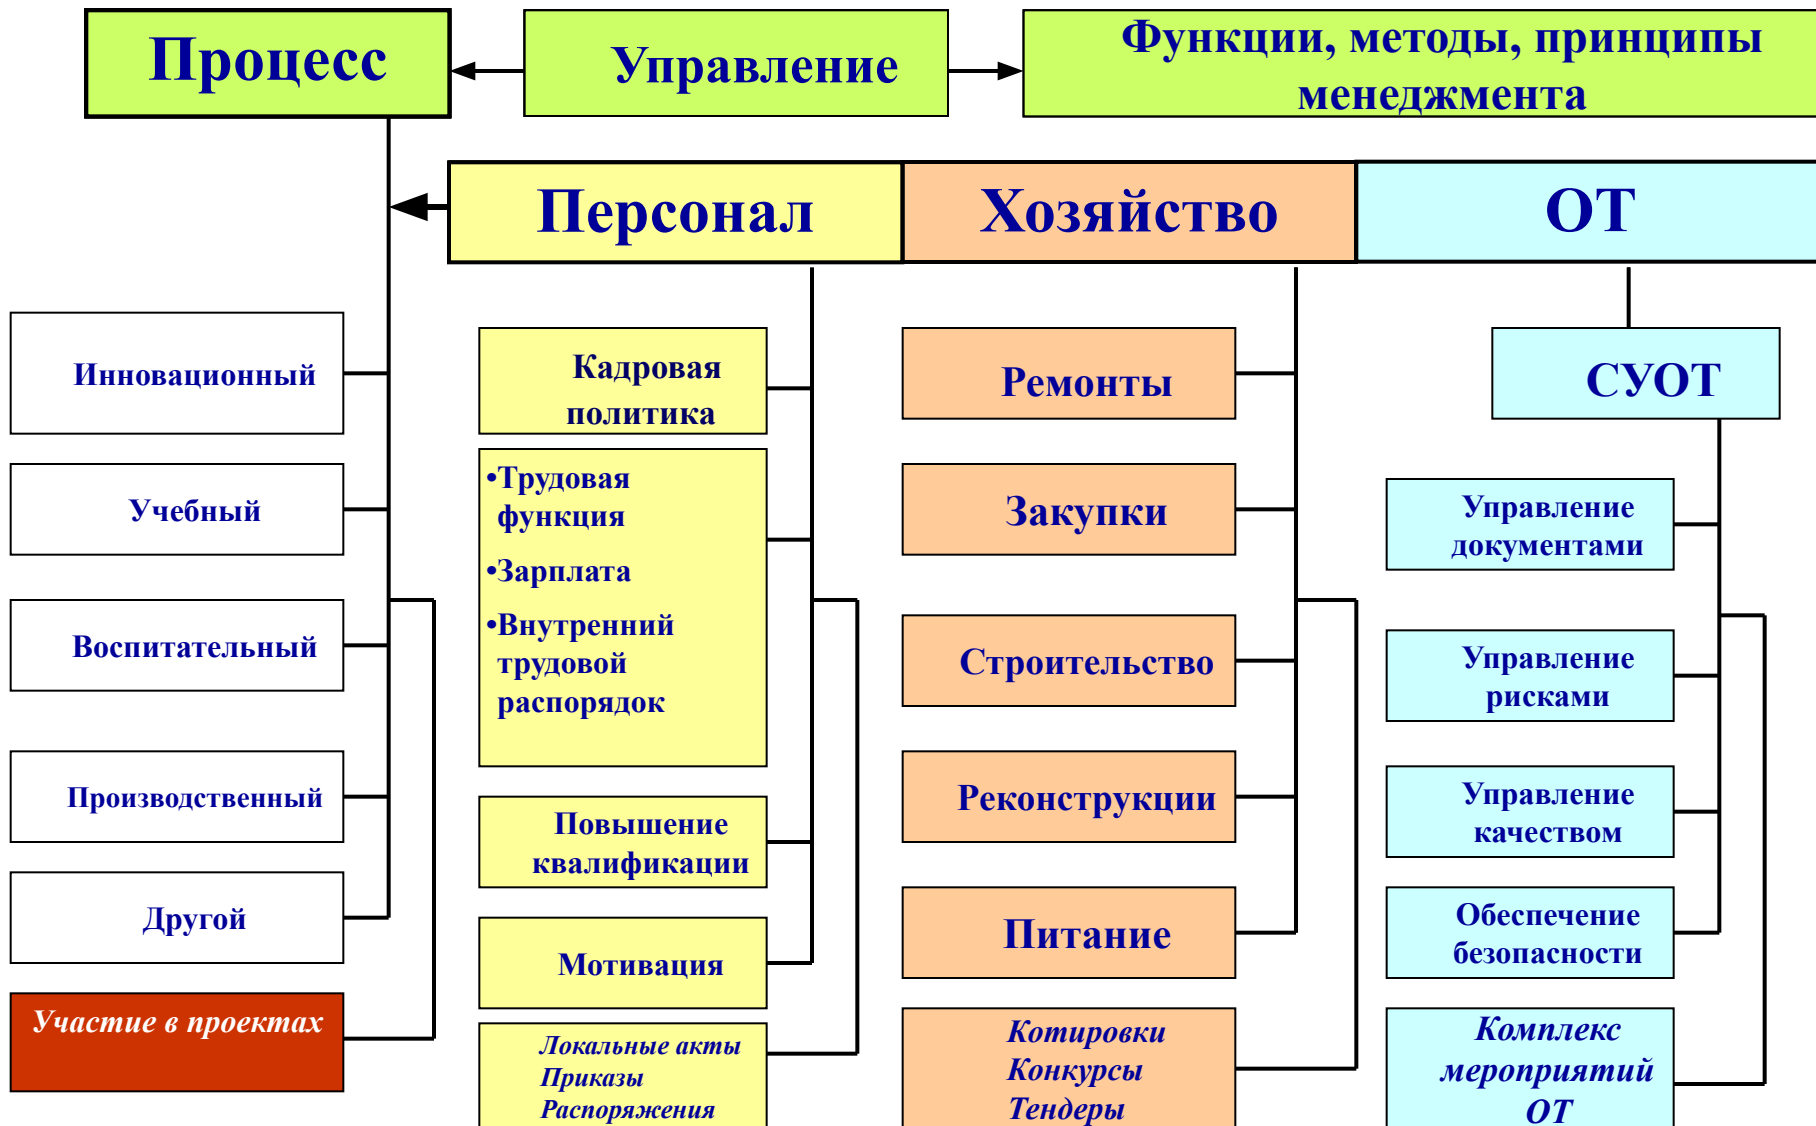 Процесс
Управление
Функции, методы, принципы
менеджмента
Персонал
Хозяйство
ОТ
Инновационный
Учебный
Воспитательный
Производственный
Другой
Участие в проектах
Кадровая
политика
•Трудовая
функция
•Зарплата
•Внутренний
трудовой
распорядок
Повышение
квалификации
Мотивация
Локальные акты
Приказы
Распоряжения
Ремонты
Закупки
Строительство
Реконструкции
Питание
Котировки
Конкурсы
Тендеры
СУОТ
Управление
документами
Управление
рисками
Управление
качеством
Обеспечение
безопасности
Комплекс
мероприятий
ОТ